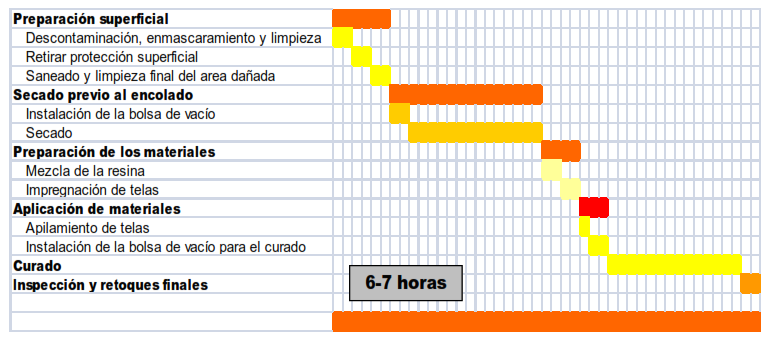 Preparación superficial
Descontaminación, enmascaramiento y limpieza
Retirar protección superficial
Saneado y limpieza final del area dañada
Secado previo al encolado
Instalación de la bolsa de vacío
Secado
Preparación de los materiales
Mezcla de la resina
Impregnación de telas
Aplicación de materiales
Apilamiento de telas
Instalación de la bolsa de vacío para el curado
Curado
Inspección y retoques finales
6-7 horas